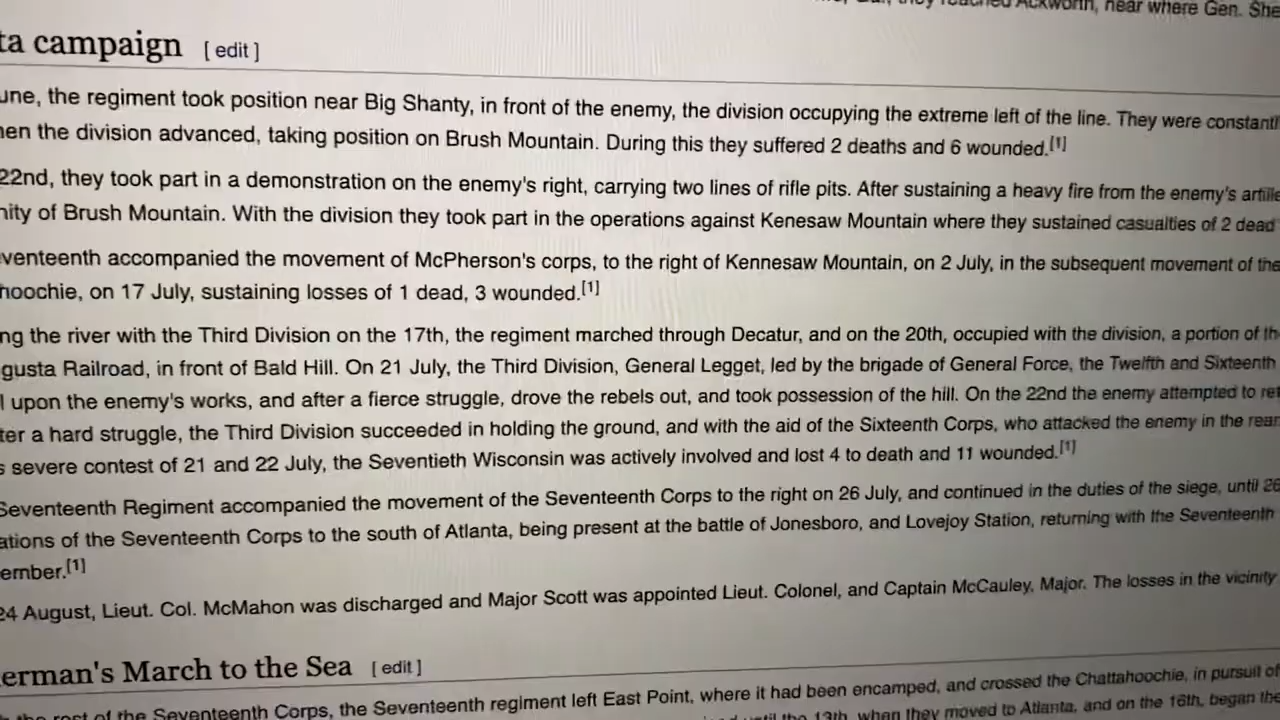 they reached Ackworth, near where Gen. She
ta campaign [ edit ]
une, the regiment took position near Big Shanty, in front of the enemy, the division occupying the extreme left of the line. They were constantl
hen the division advanced, taking position on Brush Mountain. During this they suffered 2 deaths and 6 wounded.[1]
22nd, they took part in a demonstration on the enemy's right, carrying two lines of rifle pits. After sustaining a heavy fire from the enemy's artille
nity of Brush Mountain. With the division they took part in the operations against Kenesaw Mountain where they sustained casualties of 2 dead
venteenth accompanied the movement of McPherson's corps, to the right of Kennesaw Mountain, on 2 July, in the subsequent movement of the
hoochie, on 17 July, sustaining losses of 1 dead, 3 wounded.[1]
ng the river with the Third Division on the 17th, the regiment marched through Decatur, and on the 20th, occupied with the division, a portion of th
gusta Railroad, in front of Bald Hill. On 21 July, the Third Division, General Legget, led by the brigade of General Force, the Twelfth and Sixteenth
l upon the enemy's works, and after a fierce struggle, drove the rebels out, and took possession of the hill. On the 22nd the enemy attempted to ret
ter a hard struggle, the Third Division succeeded in holding the ground, and with the aid of the Sixteenth Corps, who attacked the enemy in the rear
s severe contest of 21 and 22 July, the Seventieth Wisconsin was actively involved and lost 4 to death and 11 wounded.[1]
Seventeenth Regiment accompanied the movement of the Seventeenth Corps to the right on 26 July, and continued in the duties of the siege, until 26
ations of the Seventeenth Corps to the south of Atlanta, being present at the battle of Jonesboro, and Lovejoy Station, returning with the Seventeenth
ember.[1]
24 August, Lieut. Col. McMahon was discharged and Major Scott was appointed Lieut. Colonel, and Captain McCauley, Major. The losses in the vicinity
erman's March to the Sea [ edit ]
the rest of the Seventeenth Corps, the Seventeenth regiment left East Point, where it had been encamped, and crossed the Chattahoochie, in pursuit of
until the 13th, when they moved to Atlanta, and on the 16th, began the